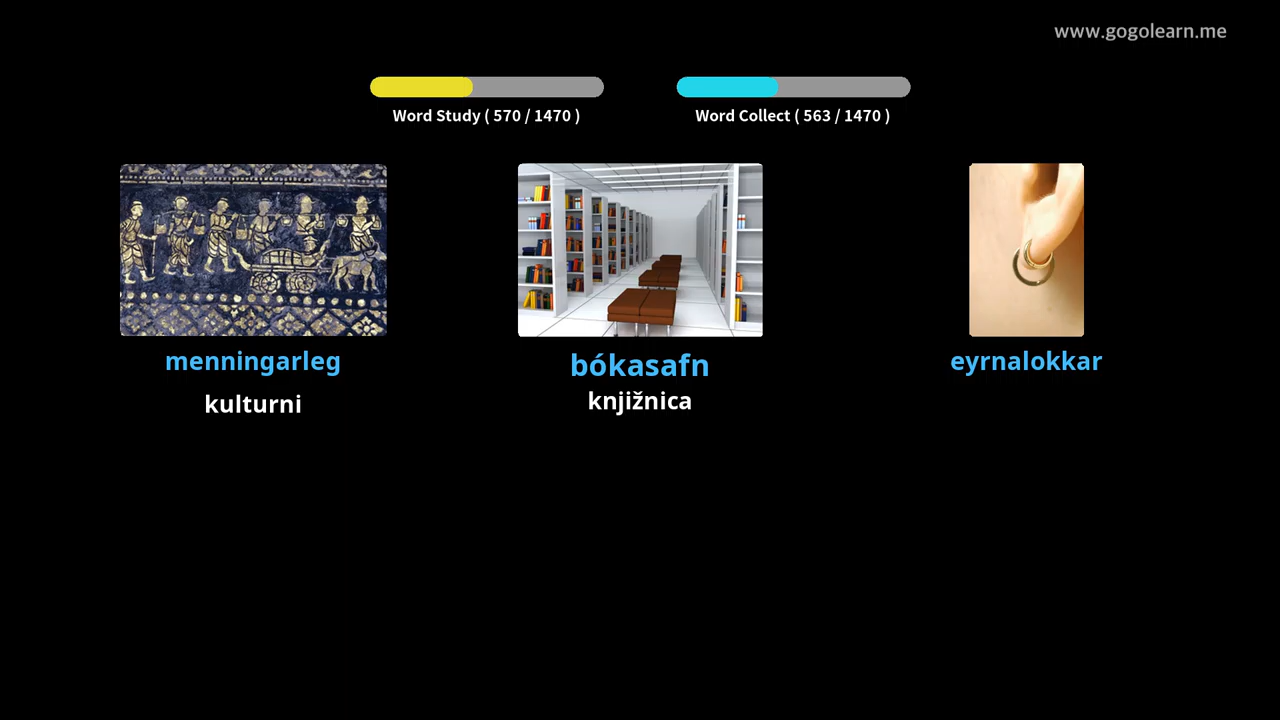 www.gogolearn.me
Word Study ( 570 / 1470 )
Word Collect ( 563 / 1470 )
menningarleg
kulturni
bókasafn
knjižnica
eyrnalokkar